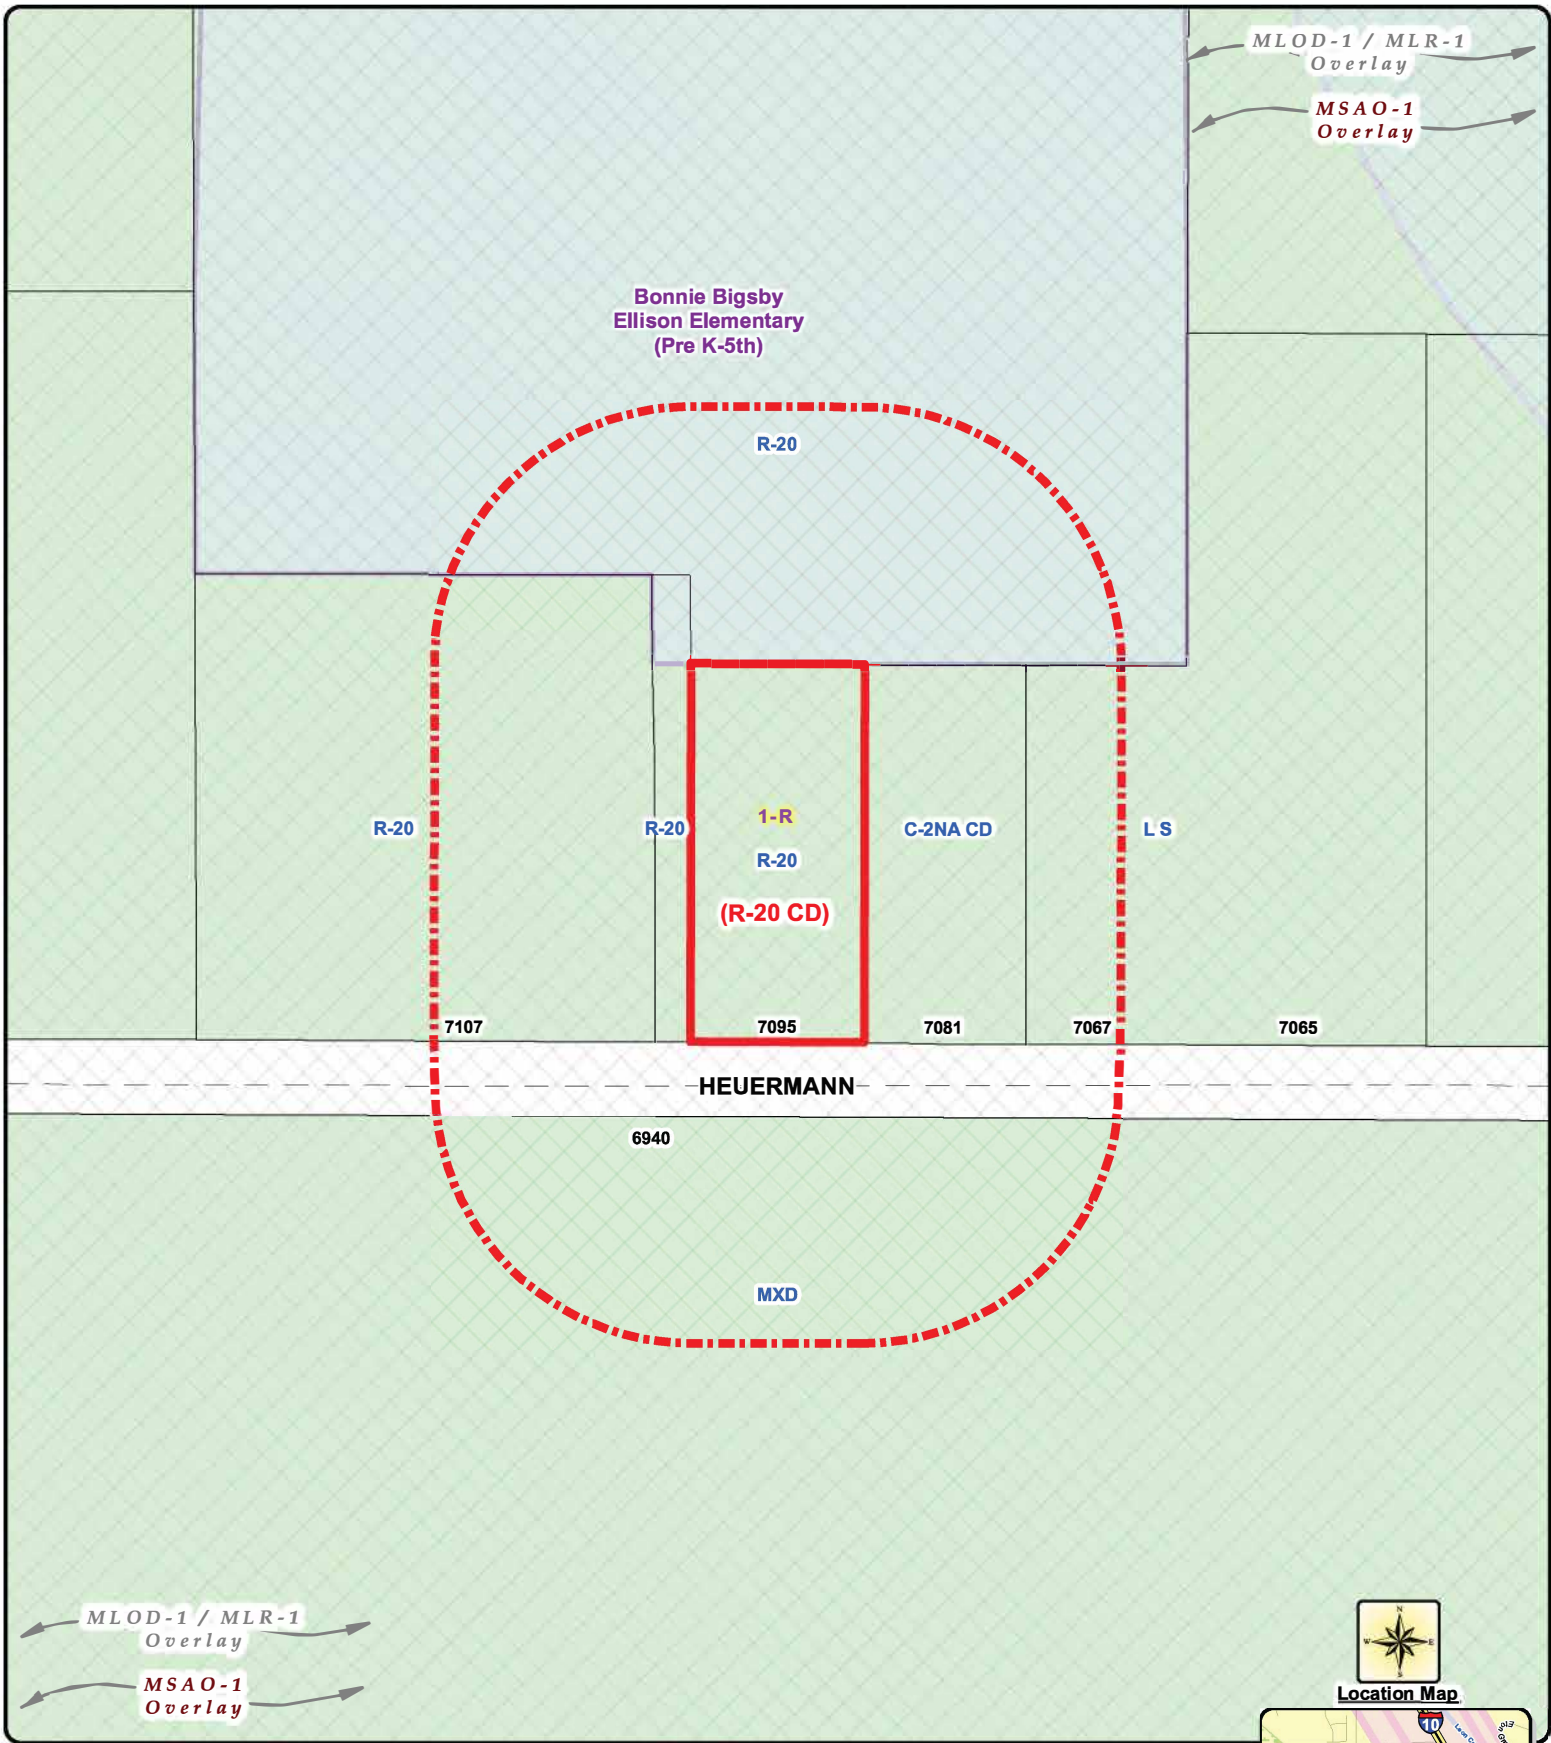 MLOD-1 / MLR-1
Overlay
MSAO-1
Overlay
Bonnie Bigsby
Ellison Elementary
(Pre K-5th)
R-20
R-20
R-20
1-R
R-20
(R-20 CD)
C-2NA CD
L S
7107
7095
7081
7067
7065
HEUERMANN
6940
MXD
MLOD-1 / MLR-1
Overlay
MSAO-1
Overlay
N
W
E
S
Location Map
10